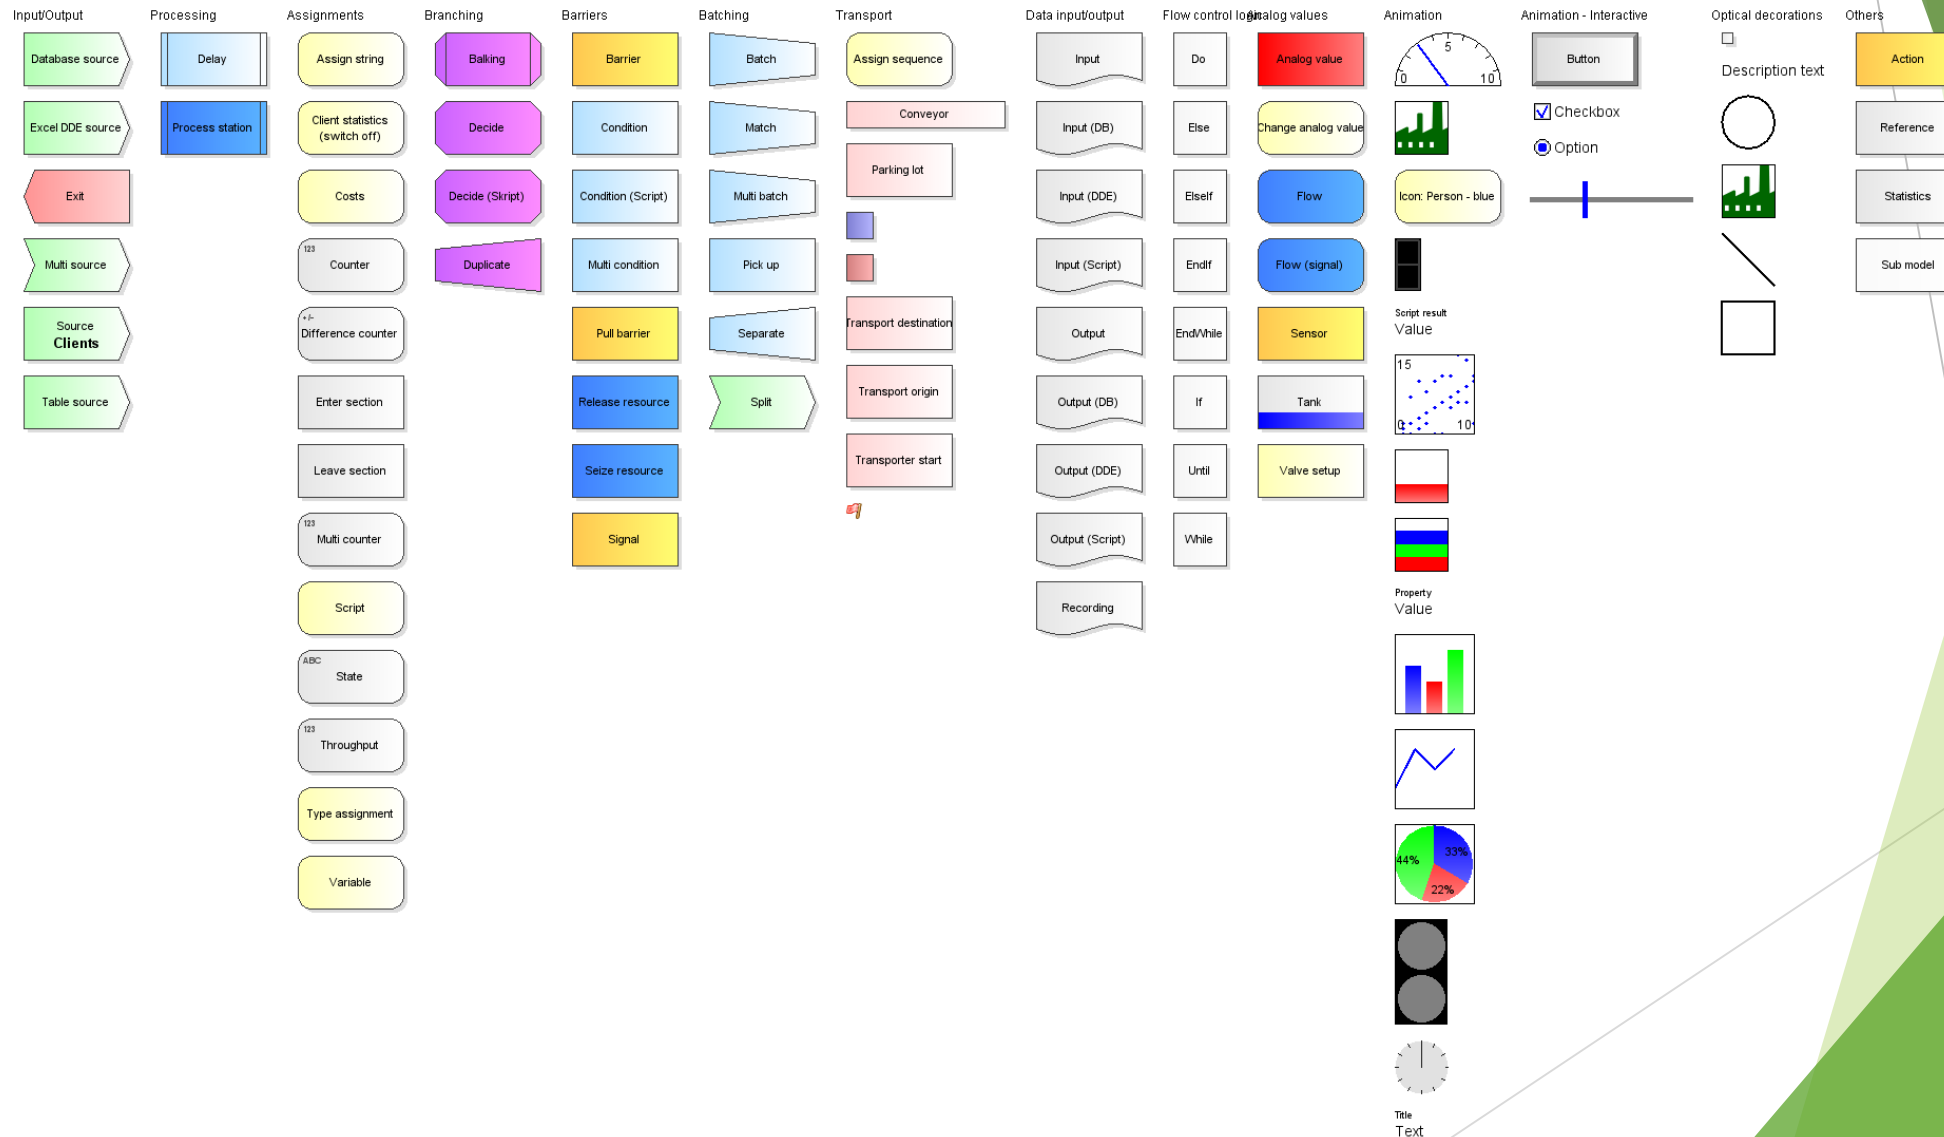 Input/Output
Database source
Excel DDE source
Exit
Multi source
Source
Clients
Table source
Processing
Delay
Process station
Assignments
Assign string
Client statistics
(switch off)
Costs
123
Counter
+/-
Difference counter
Enter section
Leave section
123
Multi counter
Script
ABC
State
123
Throughput
Type assignment
Variable
Branching
Balking
Decide
Decide (Skript)
Duplicate
Barriers
Barrier
Condition
Condition (Script)
Multi condition
Pull barrier
Release resource
Seize resource
Signal
Batching
Batch
Match
Multi batch
Pick up
Separate
Split
Transport
Assign sequence
Conveyor
Parking lot
Transport destination
Transport origin
Transporter start
Data input/output
Input
Input (DB)
Input (DDE)
Input (Script)
Output
Output (DB)
Output (DDE)
Output (Script)
Recording
Flow control logic
Do
Else
ElseIf
EndIf
EndWhile
If
Until
While
Analog values
Analog value
Change analog value
Flow
Flow (signal)
Sensor
Tank
Valve setup
Animation
0 5 10
Icon: Person - blue
Script result
Value
15
0 10
Property
Value
44% 33%
22%
Title
Text
Animation - Interactive
Button
Checkbox
Option
Optical decorations
Description text
Others
Action
Reference
Statistics
Sub model